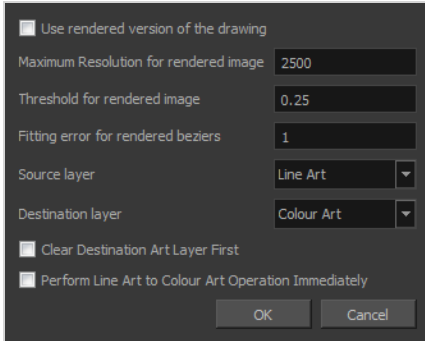 Use rendered version of the drawing
Maximum Resolution for rendered image 2500
Threshold for rendered image 0.25
Fitting error for rendered beziers 1
Source layer Line Art
Destination layer Colour Art
Clear Destination Art Layer First
Perform Line Art to Colour Art Operation Immediately
OK Cancel